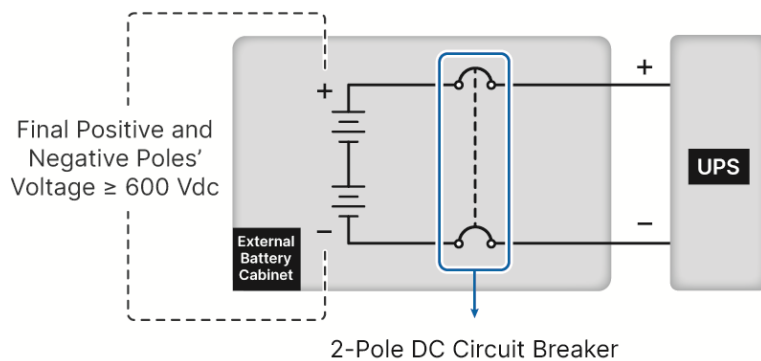 +
+
Final Positive and
Negative Poles'
Voltage ≥ 600 Vdc
UPS
−
−
External
Battery
Cabinet
2-Pole DC Circuit Breaker